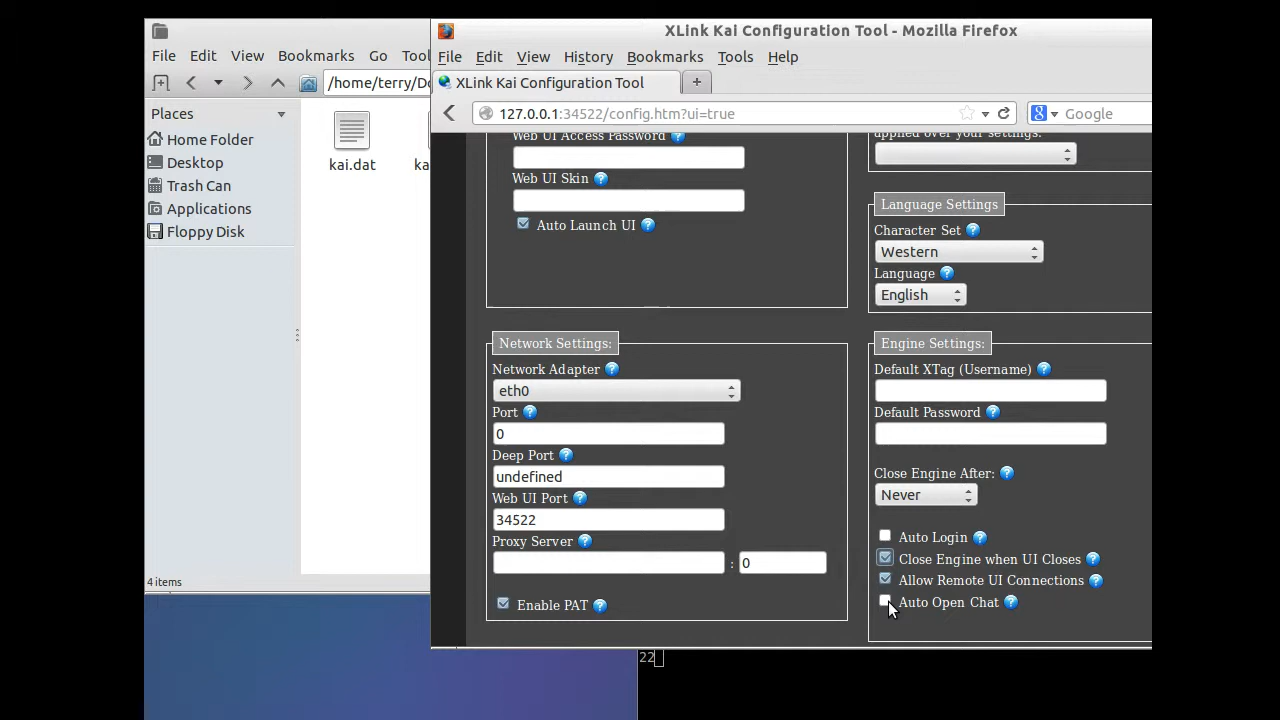 XLink Kai Configuration Tool - Mozilla Firefox
File Edit View Bookmarks Go Tool
File Edit View History Bookmarks Tools Help
XLink Kai Configuration Tool
/home/terry/Do
127.0.0.1:34522/config.htm?ui=true
Google
Places
Home Folder
Desktop
Trash Can
Applications
Floppy Disk
kai.dat
ka
4 items
Web UI Access Password
Web UI Skin
Auto Launch UI
applied over your settings.
Language Settings
Character Set
Western
Language
English
Network Settings:
Network Adapter
eth0
Port
0
Deep Port
undefined
Web UI Port
34522
Proxy Server
: 0
Enable PAT
Engine Settings:
Default XTag (Username)
Default Password
Close Engine After:
Never
Auto Login
Close Engine when UI Closes
Allow Remote UI Connections
Auto Open Chat
22